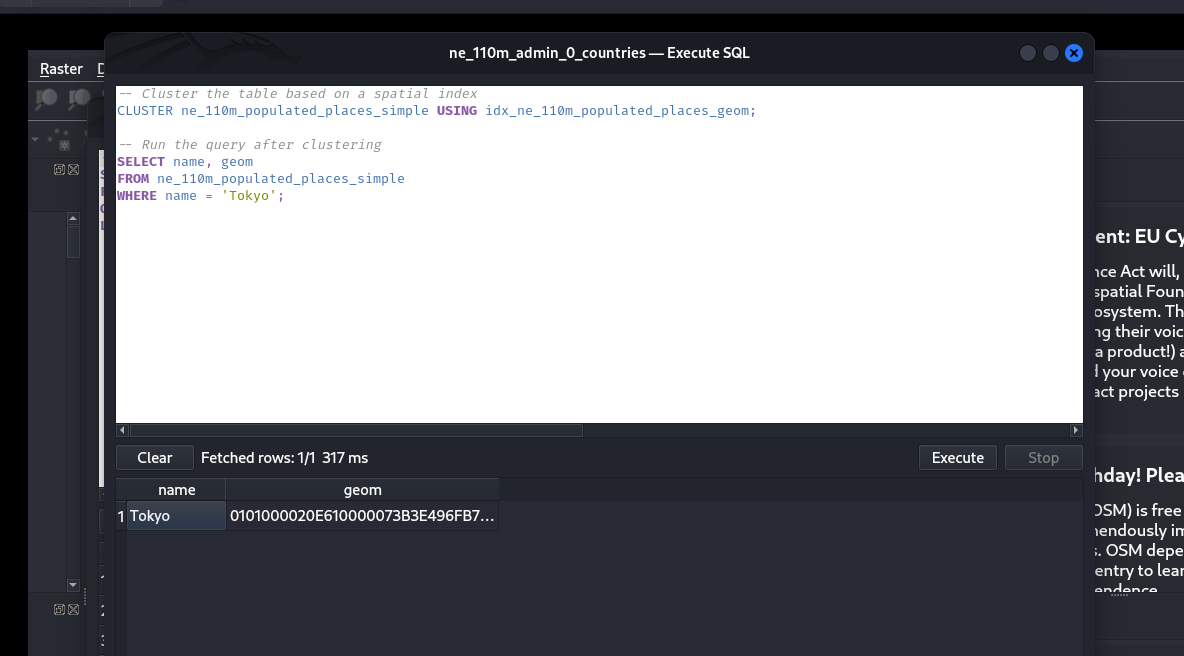 ne_110m_admin_0_countries — Execute SQL
Raster
-- Cluster the table based on a spatial index
CLUSTER ne_110m_populated_places_simple USING idx_ne_110m_populated_places_geom;
-- Run the query after clustering
SELECT name, geom
FROM ne_110m_populated_places_simple
WHERE name = 'Tokyo';
Clear Fetched rows: 1/1 317 ms Execute Stop
name geom
1 Tokyo 0101000020E610000073B3E496FB7...
ent: EU Cy
nce Act will,
spatial Foun
osystem. Th
ng their voic
a product!) a
d your voice
act projects
hday! Plea
OSM) is free
nendously im
s. OSM depe
entry to lear
endence